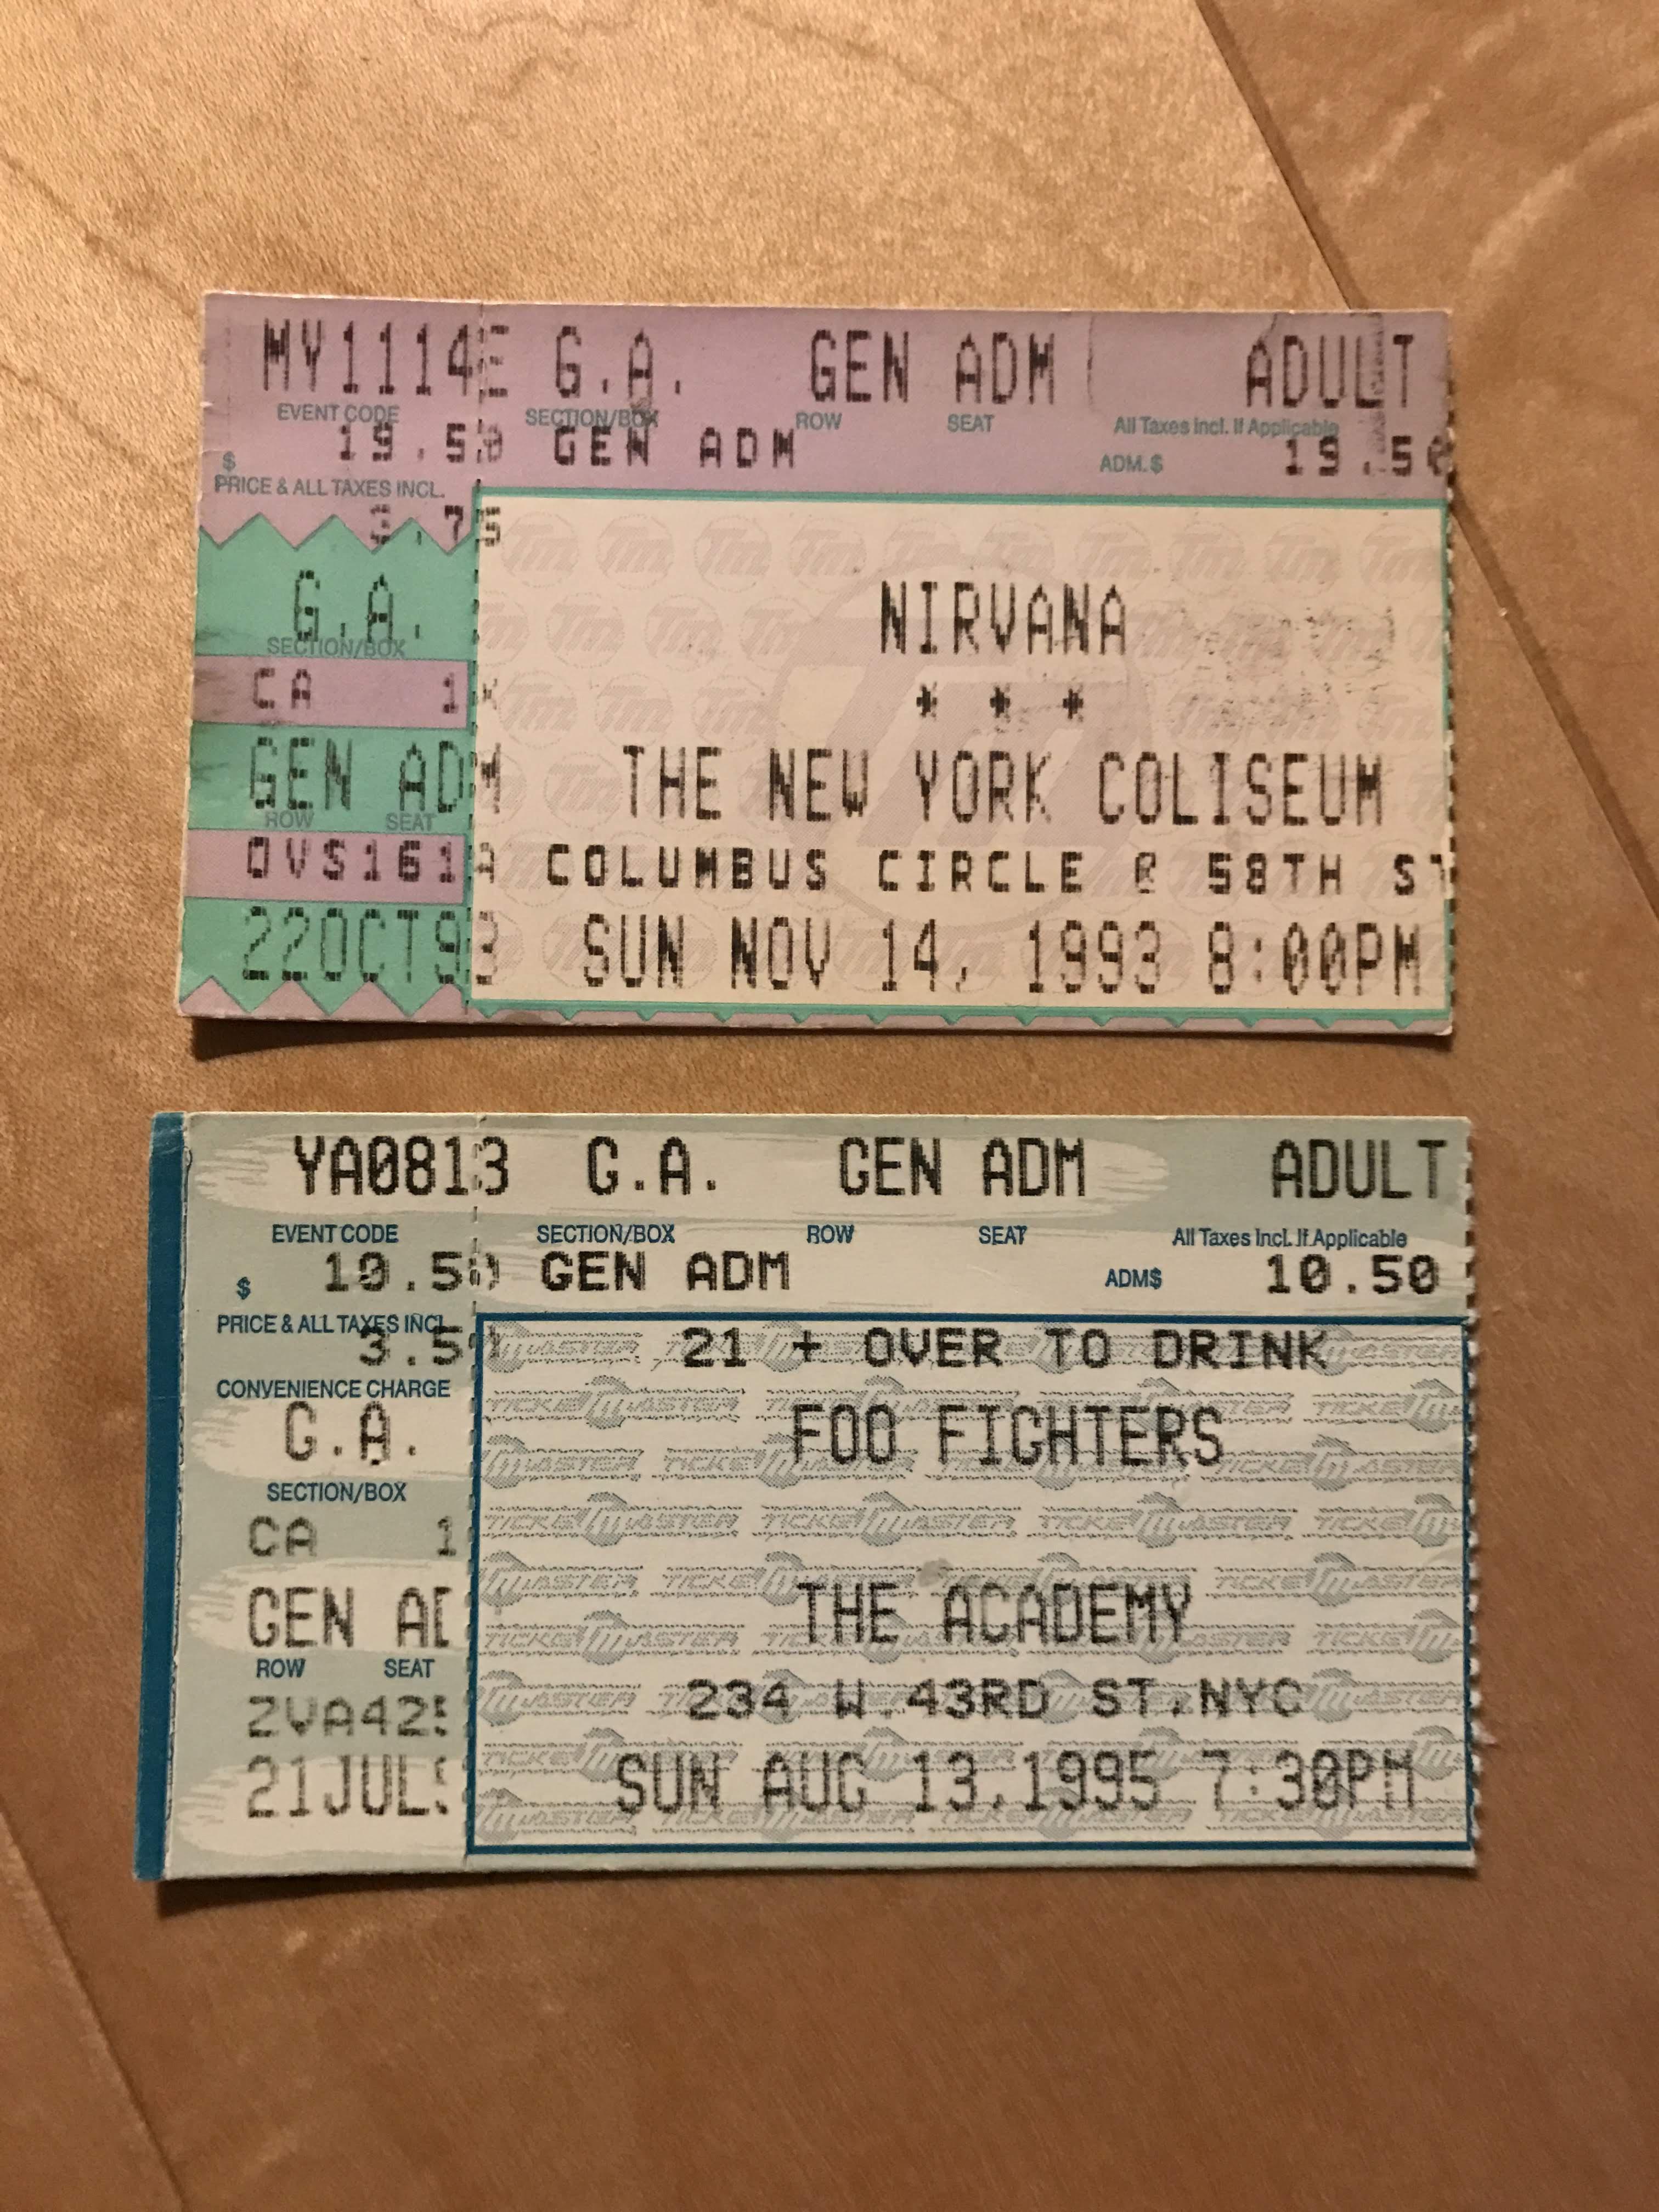 MY1114E G.A. GEN ADM ADULT
EVENT CODE SECTION/BOX ROW SEAT All Taxes Incl. If Applicable
$ 19.50 GEN ADM ADM.$ 19.50
PRICE & ALL TAXES INCL.
3.75
G.A. NIRVANA
SECTION/BOX
CA 1 * * *
GEN ADM THE NEW YORK COLISEUM
ROW SEAT
OVS161A COLUMBUS CIRCLE @ 58TH ST
22OCT93 SUN NOV 14, 1993 8:00PM
YA0813 G.A. GEN ADM ADULT
EVENT CODE SECTION/BOX ROW SEAT All Taxes Incl. If Applicable
$ 10.50 GEN ADM ADM$ 10.50
PRICE & ALL TAXES INCL.
3.50 21 + OVER TO DRINK
CONVENIENCE CHARGE
G.A. FOO FIGHTERS
SECTION/BOX
CA 1
GEN AD THE ACADEMY
ROW SEAT
ZVA425 234 W.43RD ST.NYC
21JUL SUN AUG 13,1995 7:30PM